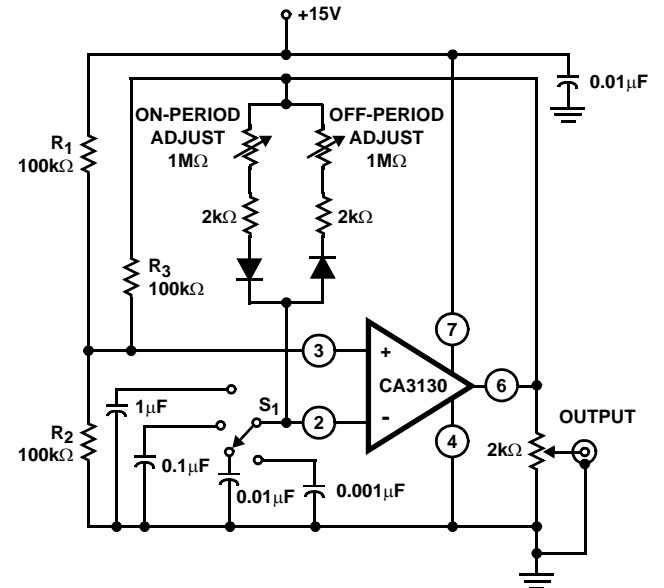 +15V
0.01μF
ON-PERIOD
ADJUST
1MΩ
OFF-PERIOD
ADJUST
1MΩ
R1
100kΩ
2kΩ
2kΩ
R3
100kΩ
7
3
+
CA3130
6
1μF
S1
2
-
4
OUTPUT
R2
100kΩ
0.1μF
0.01μF
0.001μF
2kΩ